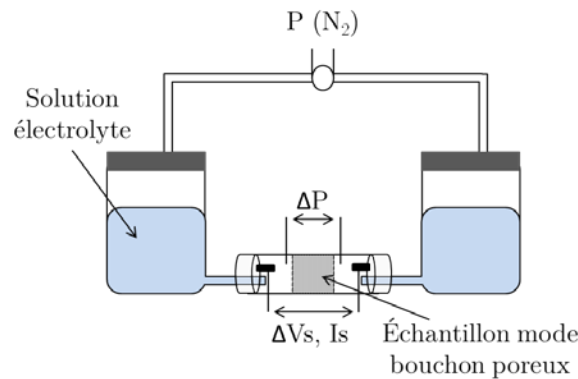 P (N₂)
Solution
électrolyte
ΔP
ΔVs, Is
Échantillon mode
bouchon poreux